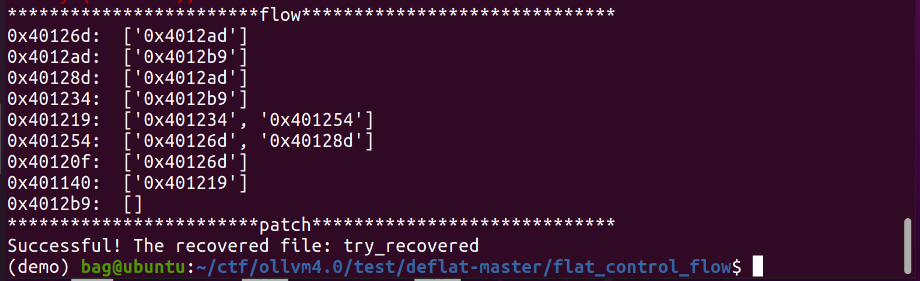 ************************flow******************************
0x40126d:  ['0x4012ad']
0x4012ad:  ['0x4012b9']
0x40128d:  ['0x4012ad']
0x401234:  ['0x4012b9']
0x401219:  ['0x401234', '0x401254']
0x401254:  ['0x40126d', '0x40128d']
0x40120f:  ['0x40126d']
0x401140:  ['0x401219']
0x4012b9:  []
************************patch*****************************
Successful! The recovered file: try_recovered
(demo) bag@ubuntu:~/ctf/ollvm4.0/test/deflat-master/flat_control_flow$